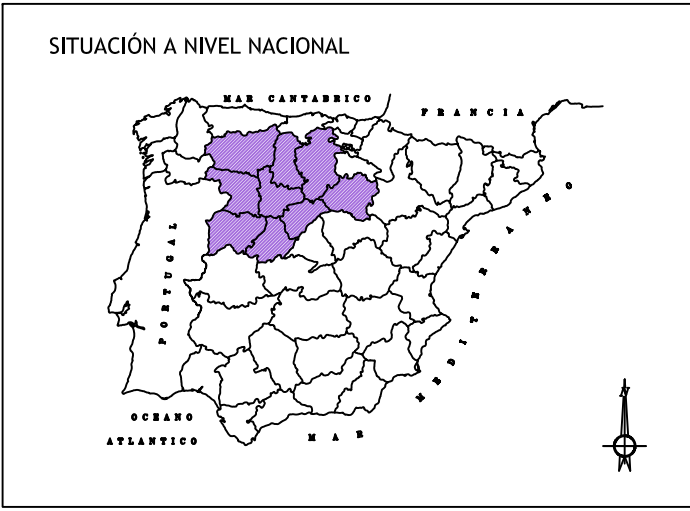 SITUACIÓN A NIVEL NACIONAL
MAR CANTABRICO
FRANCIA
PORTUGAL
MEDITERRANEO
OCEANO
ATLANTICO
MAR
N